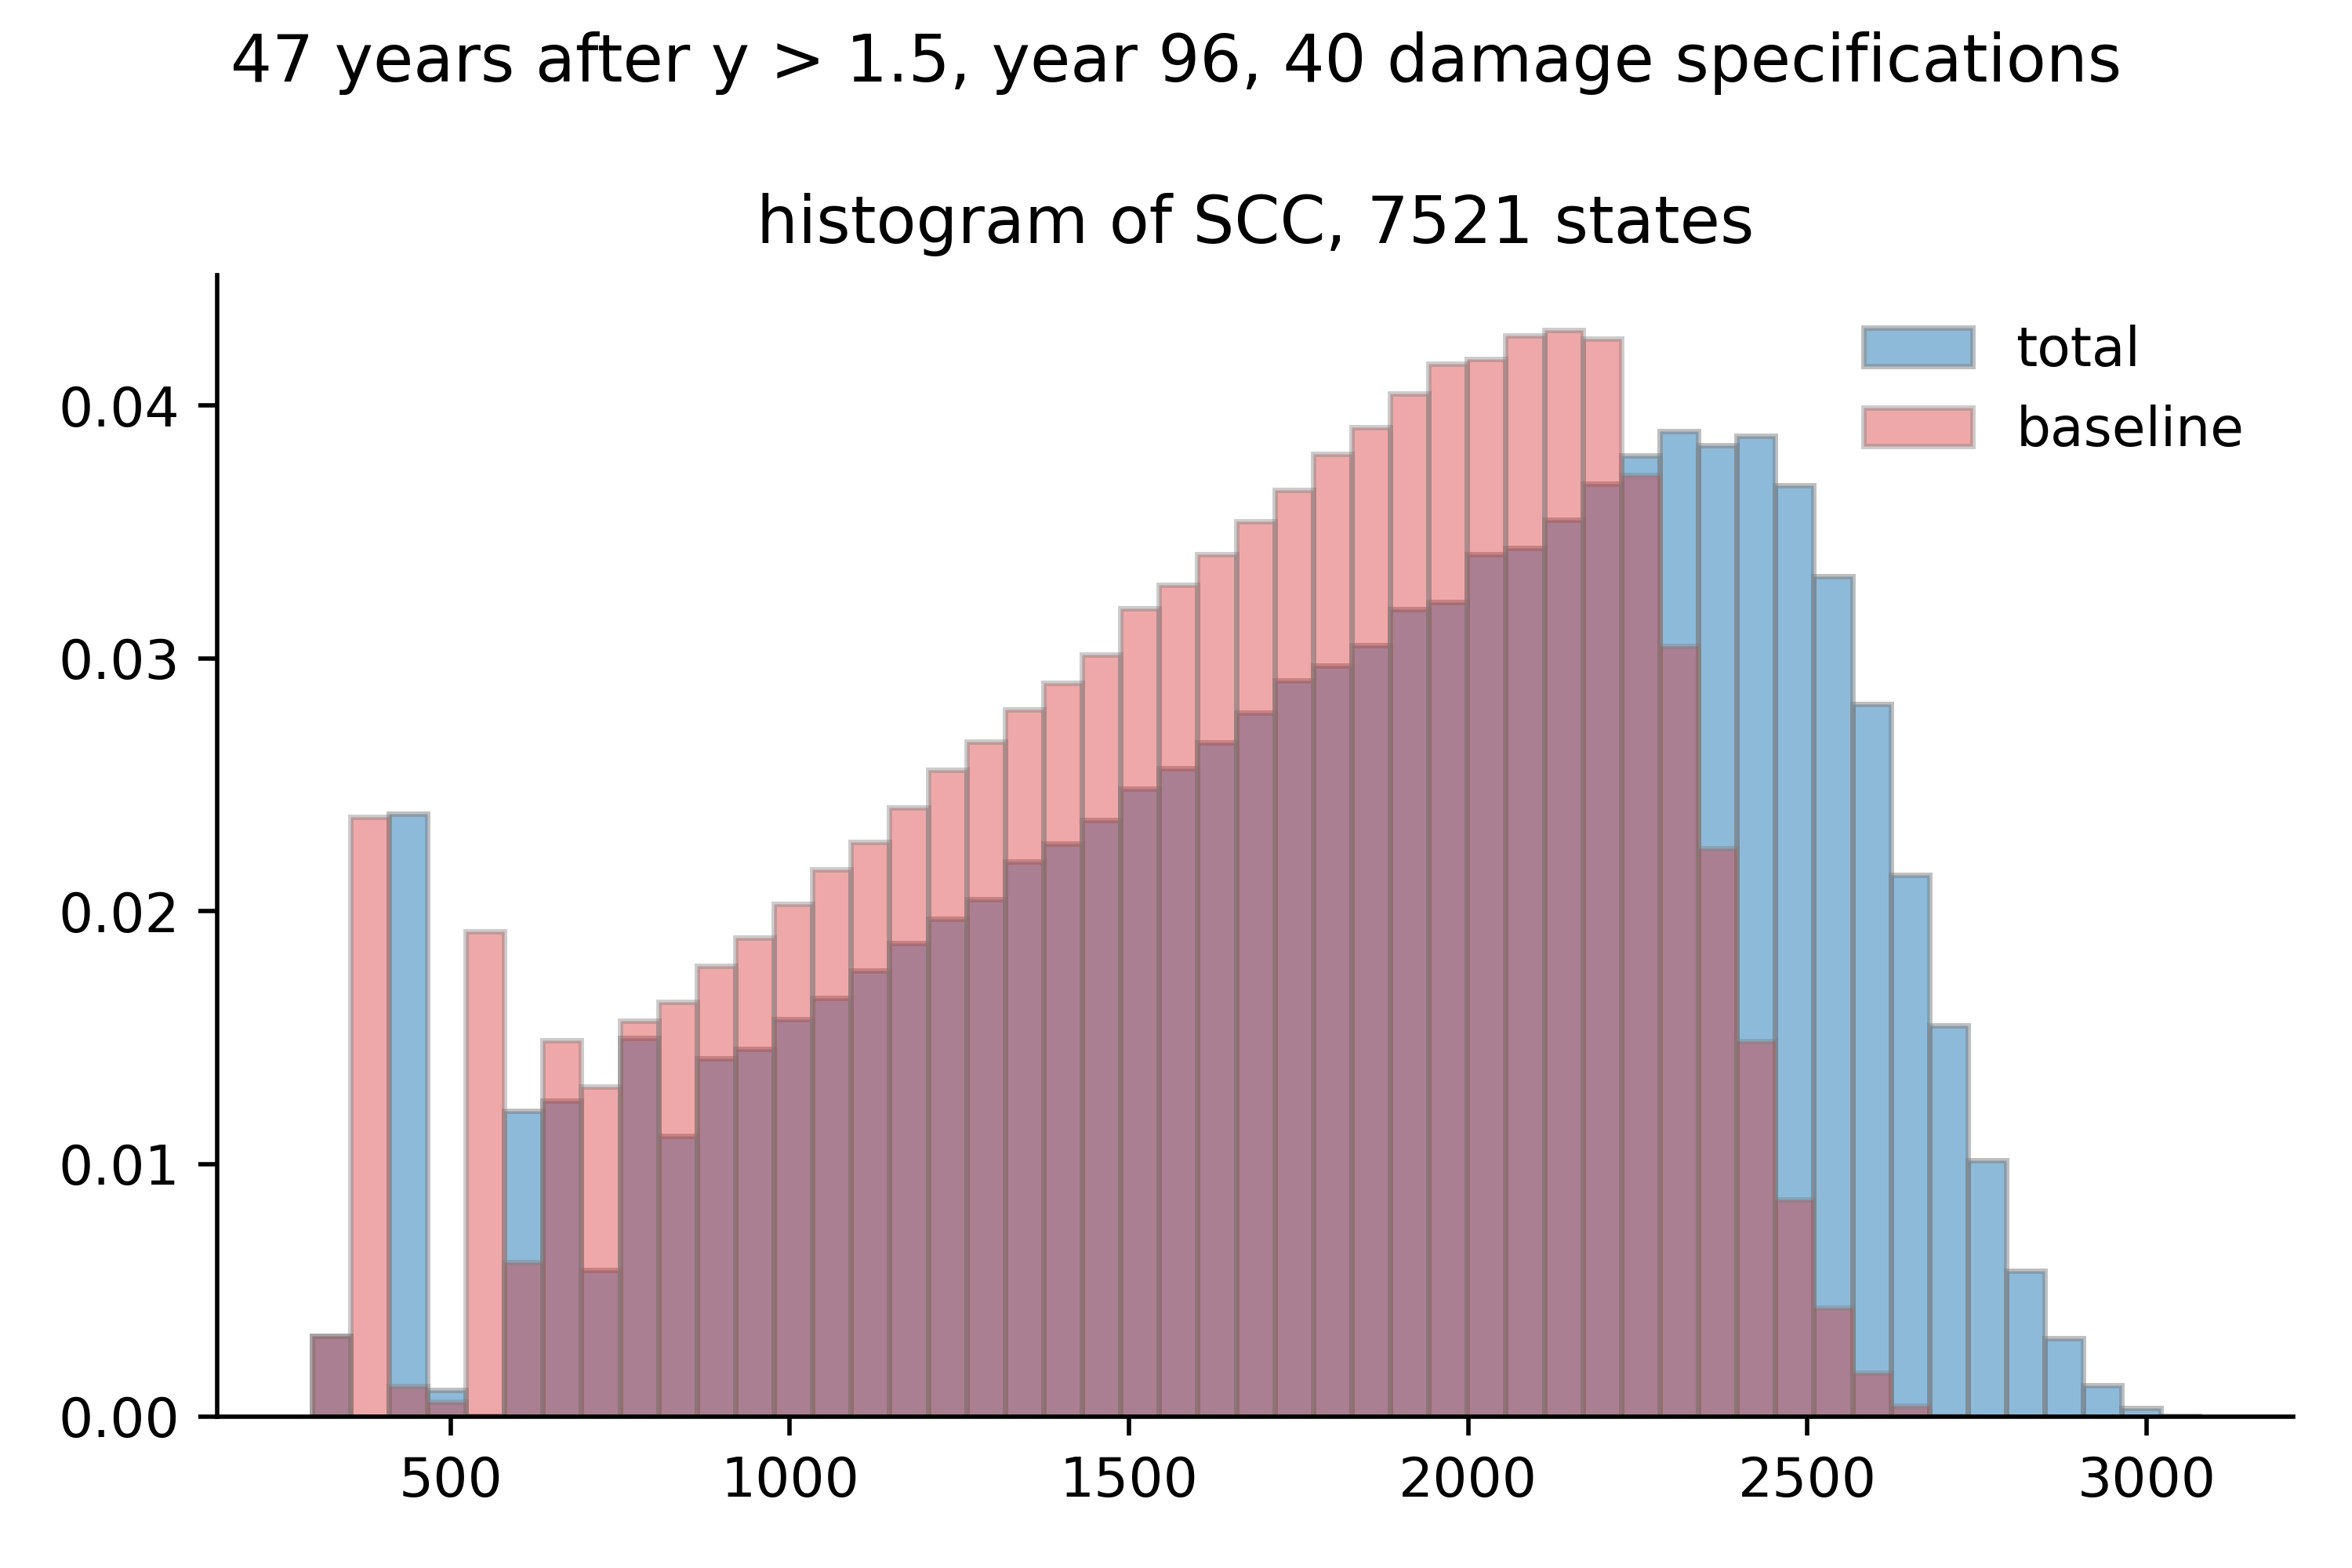 47 years after y > 1.5, year 96, 40 damage specifications
histogram of SCC, 7521 states
total
baseline
0.04
0.03
0.02
0.01
0.00
500 1000 1500 2000 2500 3000